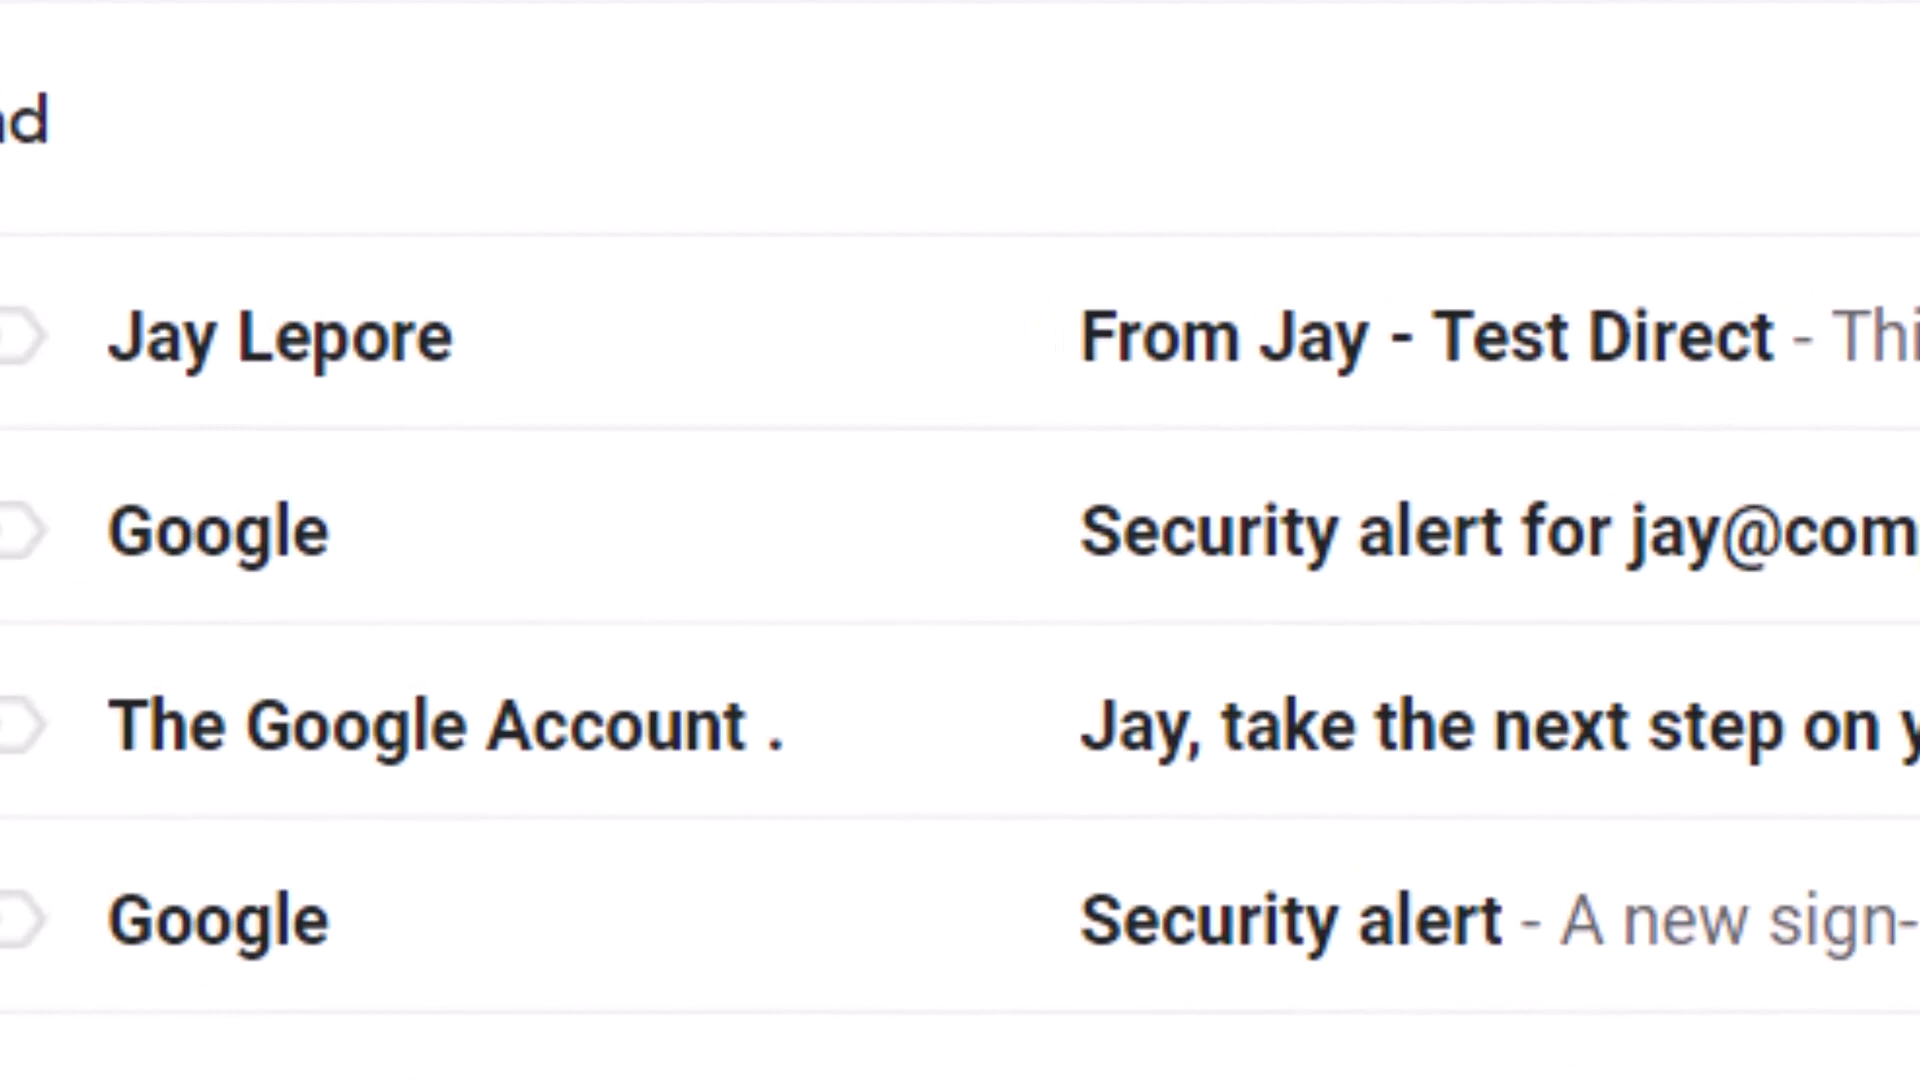 Jay Lepore From Jay - Test Direct - Thi
Google Security alert for jay@com
The Google Account . Jay, take the next step on y
Google Security alert - A new sign-